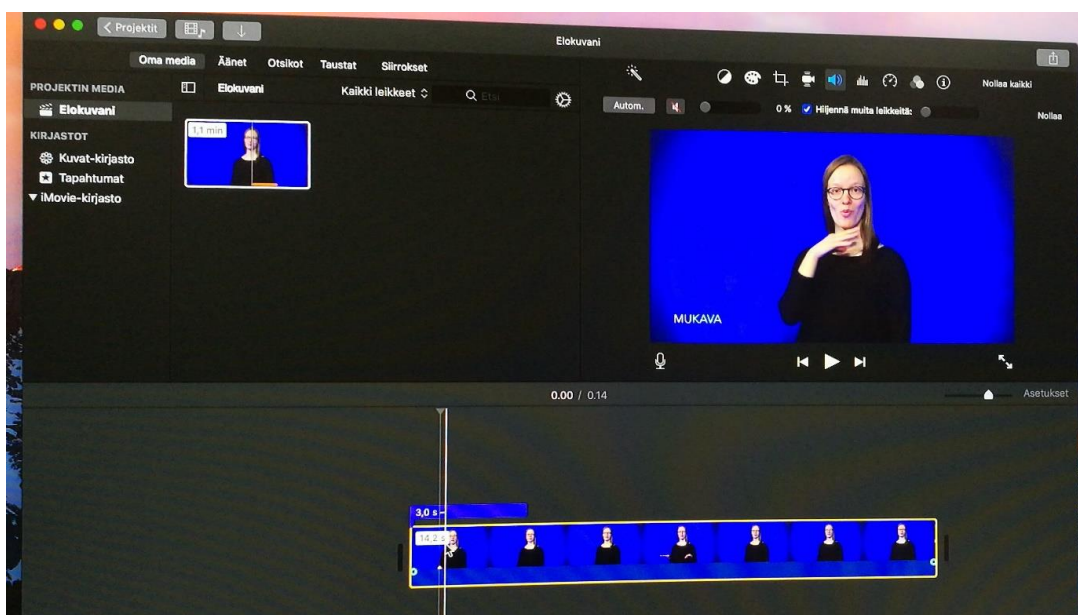 Projektit
Elokuvani
Oma media Äänet Otsikot Taustat Siirrokset
PROJEKTIN MEDIA
Elokuvani
KIRJASTOT
Kuvat-kirjasto
Tapahtumat
iMovie-kirjasto
Elokuvani Kaikki leikkeet Etsi
1,1 min
Nollaa kaikki
Autom. 0 % Hiljennä muita leikkeitä: Nollaa
MUKAVA
0.00 / 0.14 Asetukset
3,0 s
14,2 s